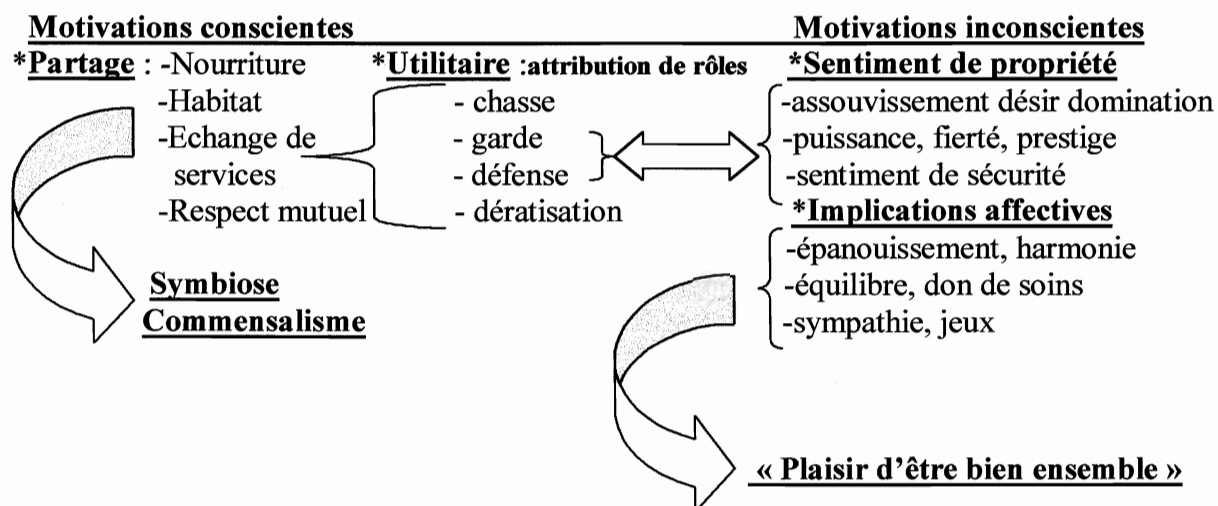 Motivations conscientes
Motivations inconscientes
*Partage : -Nourriture
-Habitat
-Echange de
services
-Respect mutuel
*Utilitaire :attribution de rôles
- chasse
- garde
- défense
- dératisation
*Sentiment de propriété
-assouvissement désir domination
-puissance, fierté, prestige
-sentiment de sécurité
*Implications affectives
-épanouissement, harmonie
-équilibre, don de soins
-sympathie, jeux
Symbiose
Commensalisme
« Plaisir d’être bien ensemble »